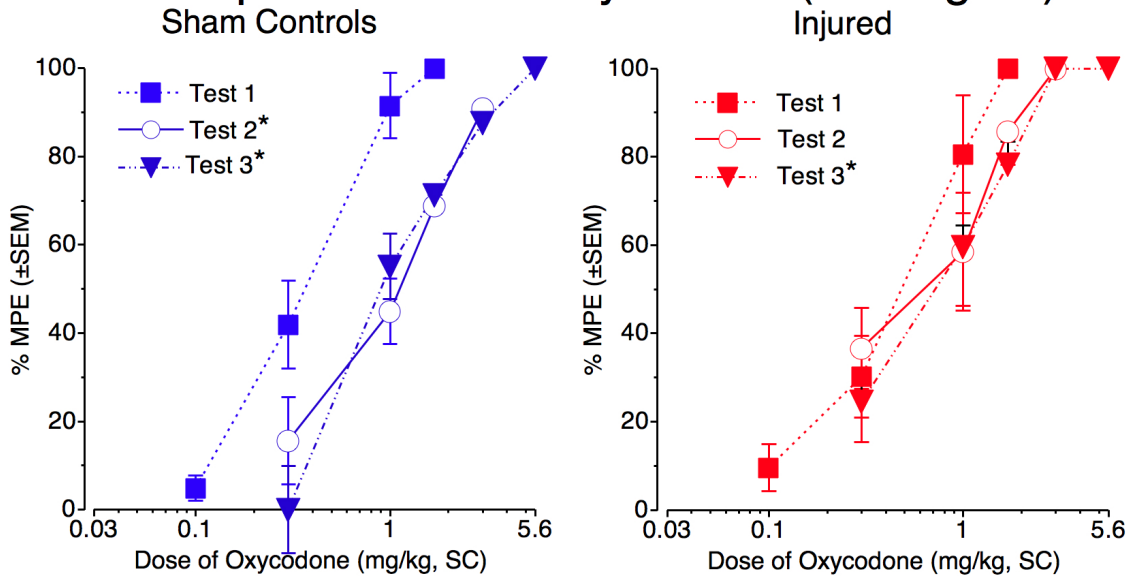 Sham Controls
Injured
100
80
60
40
20
0
% MPE (±SEM)
Test 1
Test 2*
Test 3*
0.03 0.1 1 5.6
Dose of Oxycodone (mg/kg, SC)
100
80
60
40
20
0
% MPE (±SEM)
Test 1
Test 2
Test 3*
0.03 0.1 1 5.6
Dose of Oxycodone (mg/kg, SC)